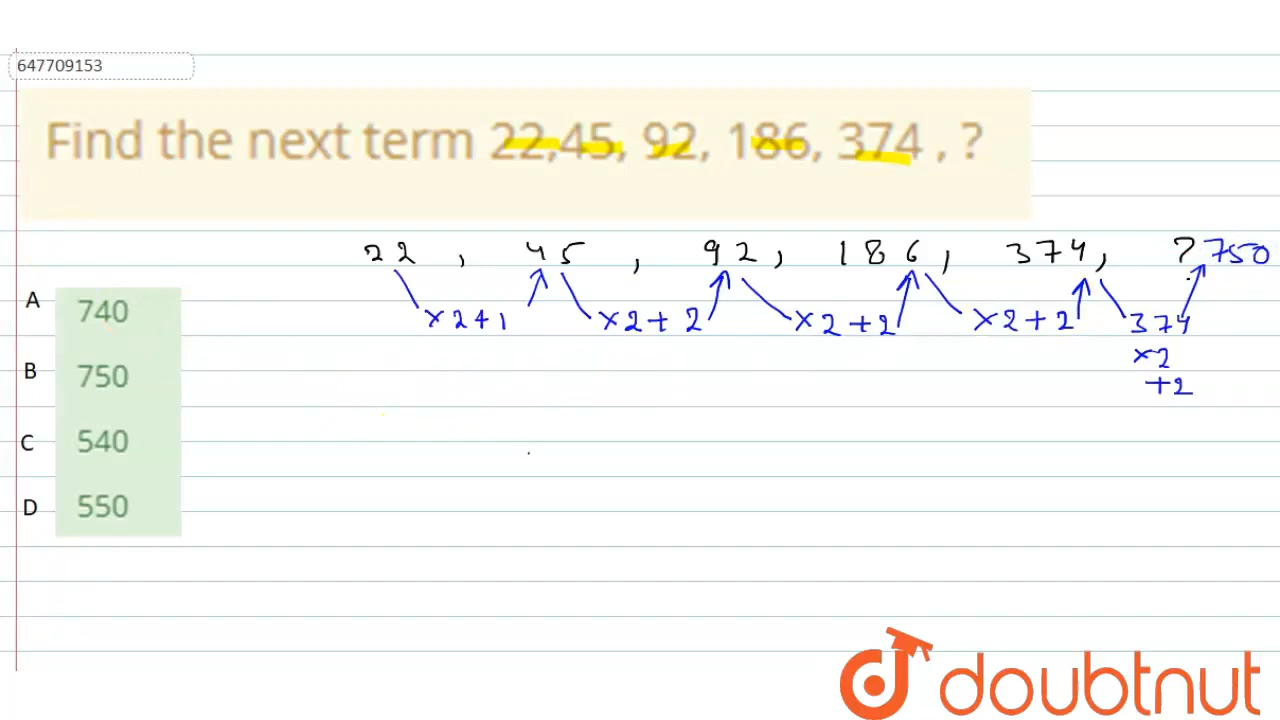 647709153
Find the next term 22,45, 92, 186, 374 , ?
22 , 45 , 92 , 186 , 374 , ? 750
×2+1 ×2+2 ×2+2 ×2+2 374
×2
+2
A 740
B 750
C 540
D 550
doubtnut